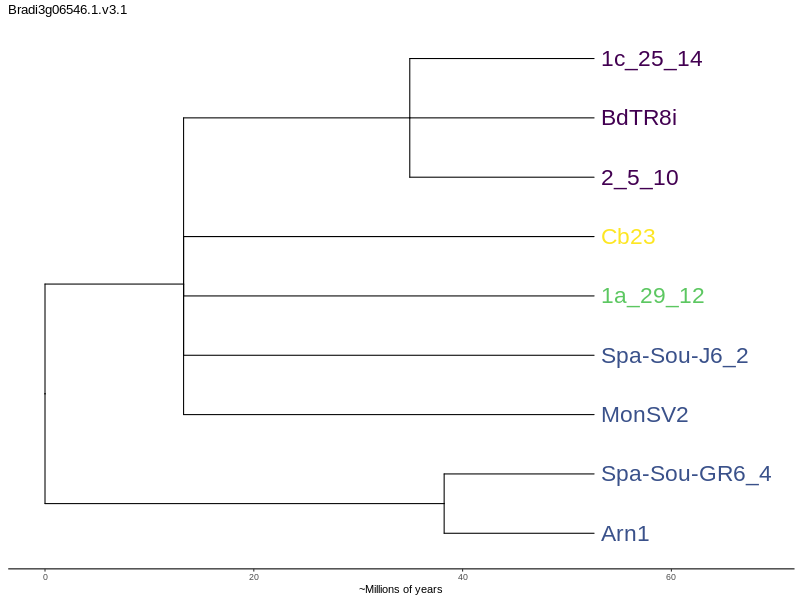 Bradi3g06546.1.v3.1
1c_25_14
BdTR8i
2_5_10
Cb23
1a_29_12
Spa-Sou-J6_2
MonSV2
Spa-Sou-GR6_4
Arn1
0 20 40 60
~Millions of years